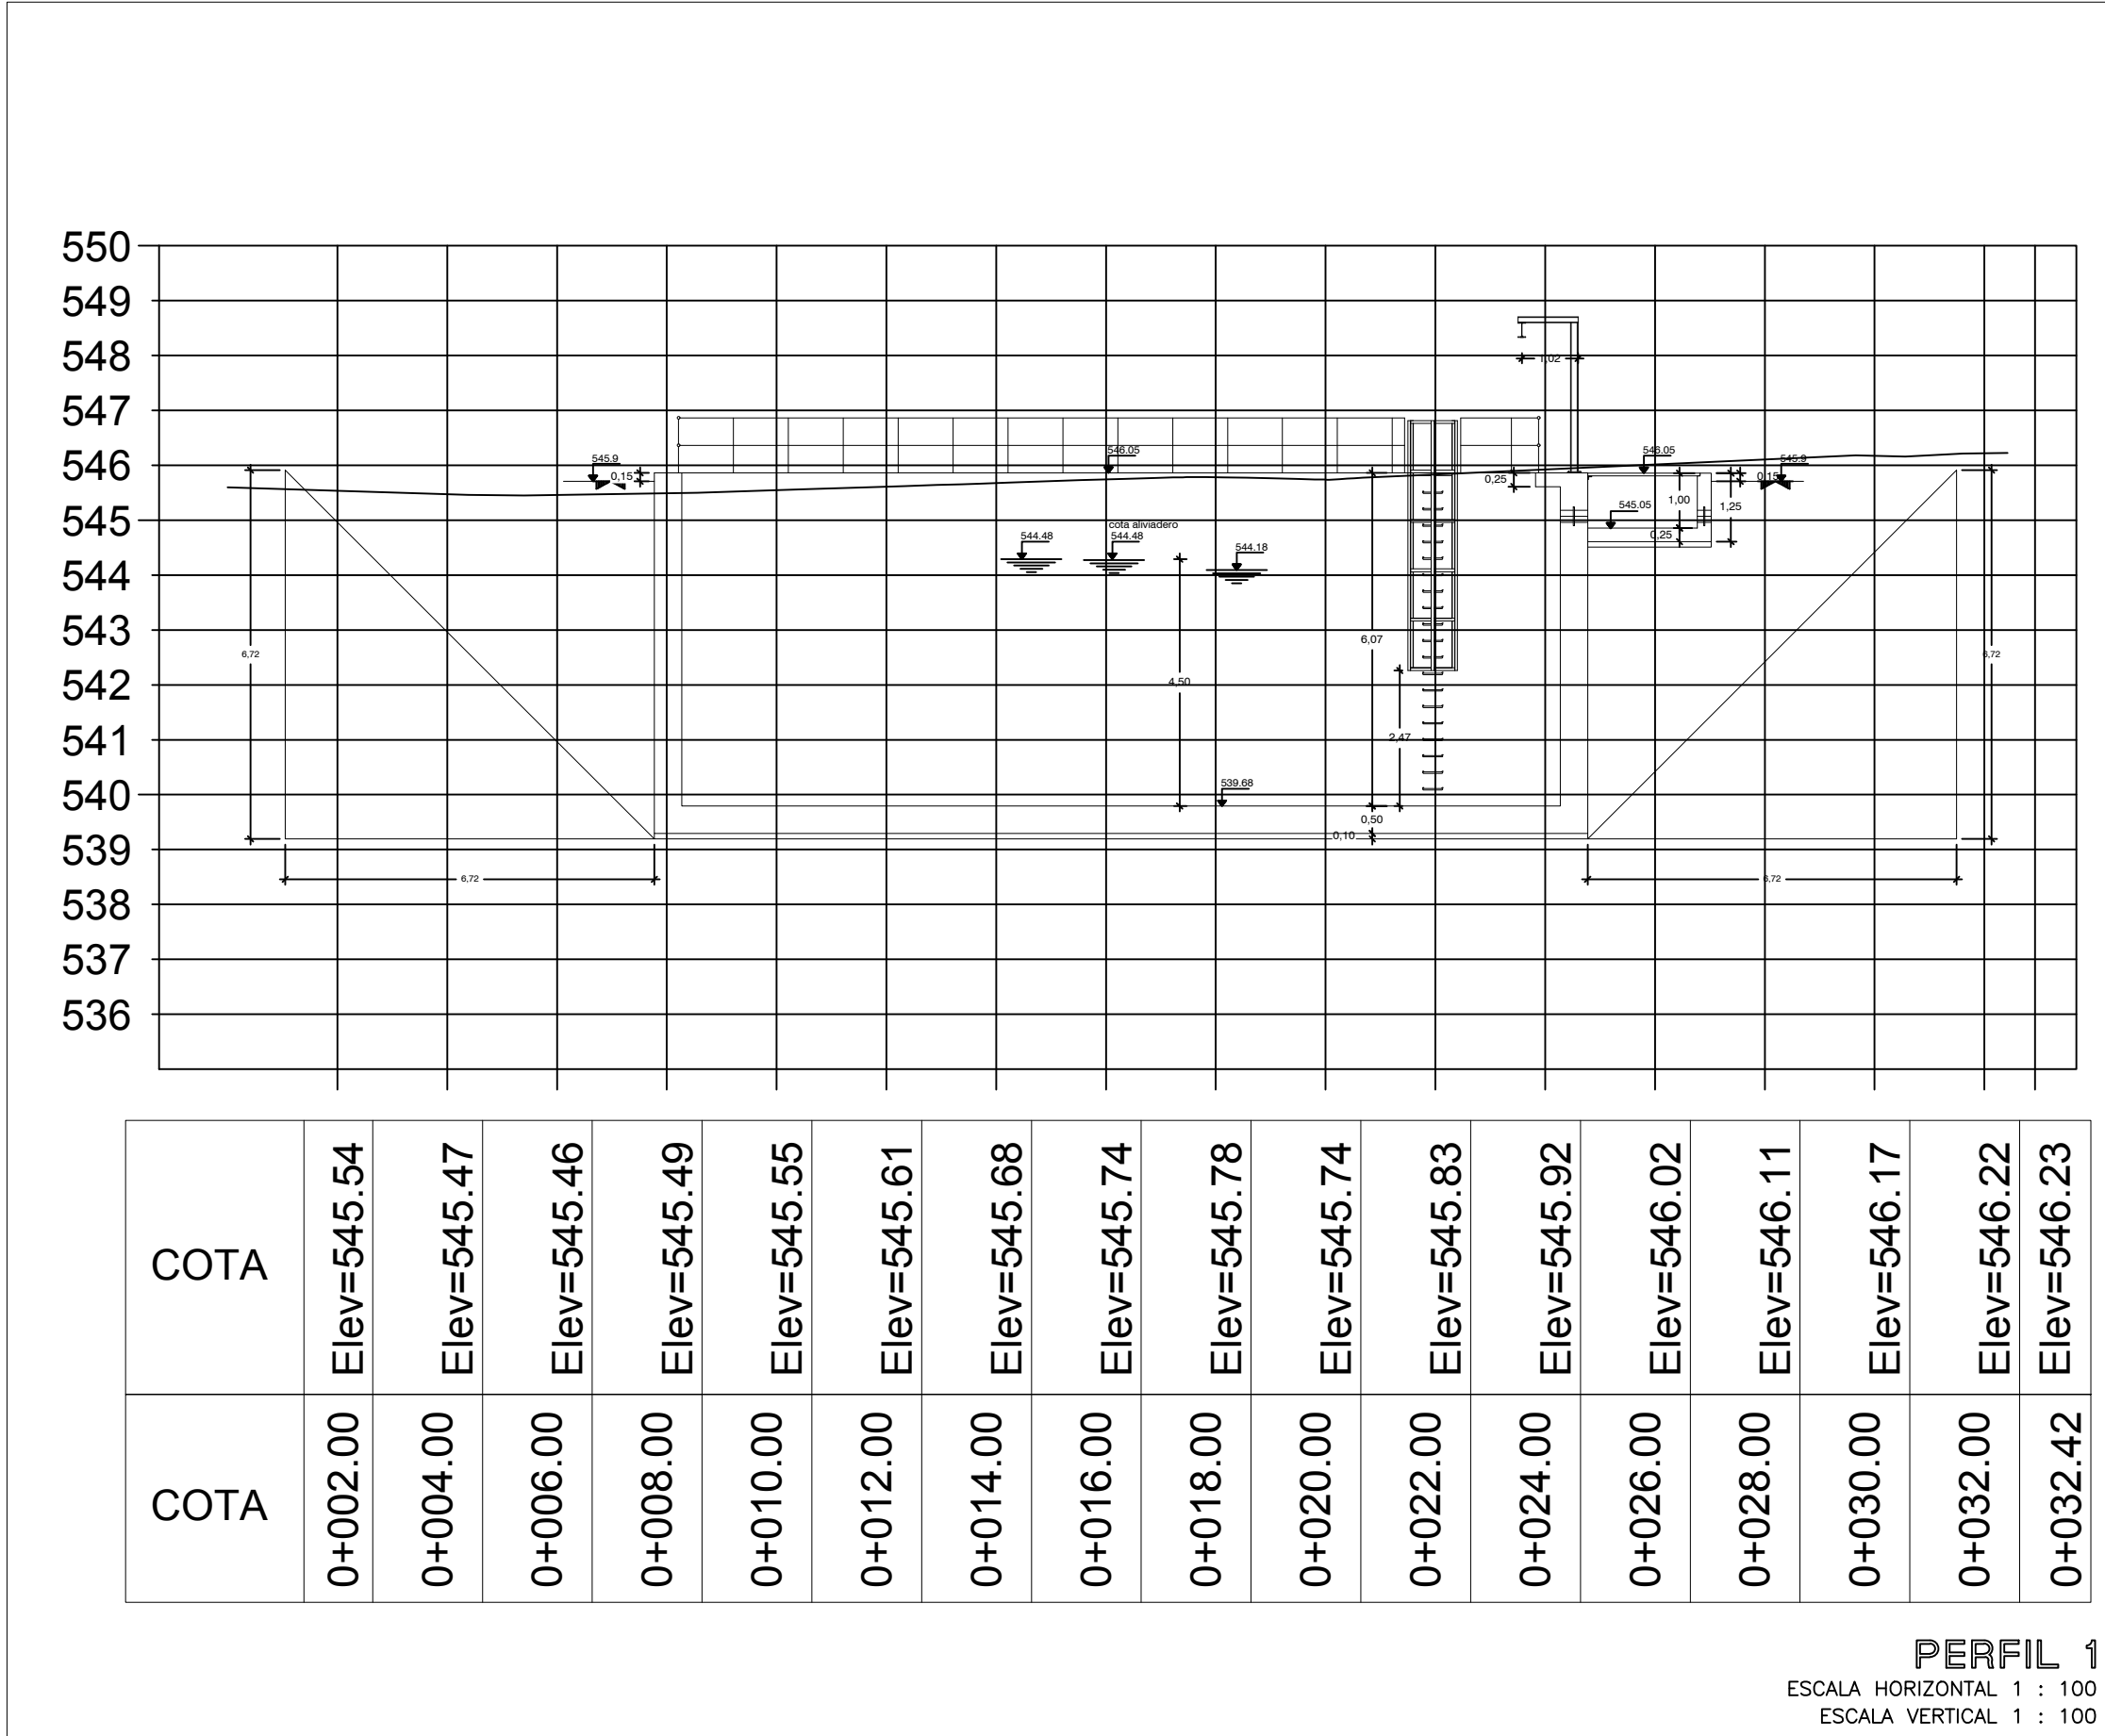 550
549
548
1,02
547
546
545.9
0,15
546.05
0,25
546.05
545.9
0,15
1,00
1,25
545.05
545
0,25
cota aliviadero
544.48
544.48
544.18
544
543
6,07
6,72
6,72
542
4,50
541
2,47
540
539.68
0,50
0,10
539
6,72
6,72
538
537
536
COTA
Elev=545.54
Elev=545.47
Elev=545.46
Elev=545.49
Elev=545.55
Elev=545.61
Elev=545.68
Elev=545.74
Elev=545.78
Elev=545.74
Elev=545.83
Elev=545.92
Elev=546.02
Elev=546.11
Elev=546.17
Elev=546.22
Elev=546.23
COTA
0+002.00
0+004.00
0+006.00
0+008.00
0+010.00
0+012.00
0+014.00
0+016.00
0+018.00
0+020.00
0+022.00
0+024.00
0+026.00
0+028.00
0+030.00
0+032.00
0+032.42
PERFIL 1
ESCALA HORIZONTAL 1 : 100
ESCALA VERTICAL 1 : 100